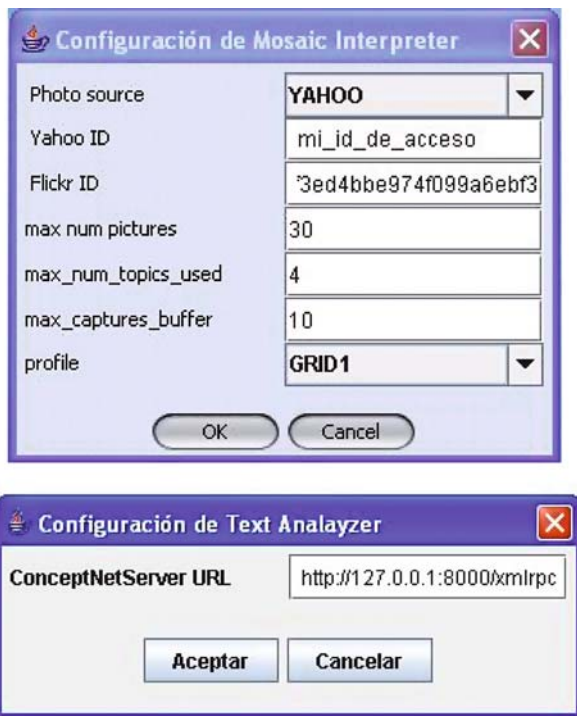 Configuración de Mosaic Interpreter
Photo source YAHOO
Yahoo ID mi_id_de_acceso
Flickr ID 3ed4bbe974f099a6ebf3
max num pictures 30
max_num_topics_used 4
max_captures_buffer 10
profile GRID1
OK Cancel
Configuración de Text Analayzer
ConceptNetServer URL http://127.0.0.1:8000/xmlrpc
Aceptar Cancelar